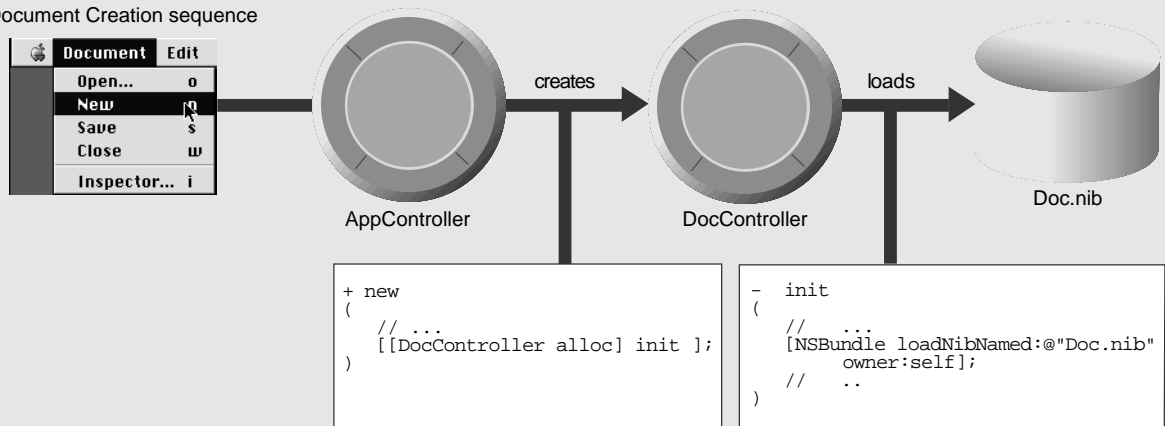 ocument Creation sequence
Document Edit
Open... o
New n
Save s
Close w
Inspector... i
creates
loads
AppController
DocController
Doc.nib
+ new
(
// ...
[[DocController alloc] init ];
)
- init
(
// ...
[NSBundle loadNibNamed:@"Doc.nib"
owner:self];
// ..
)